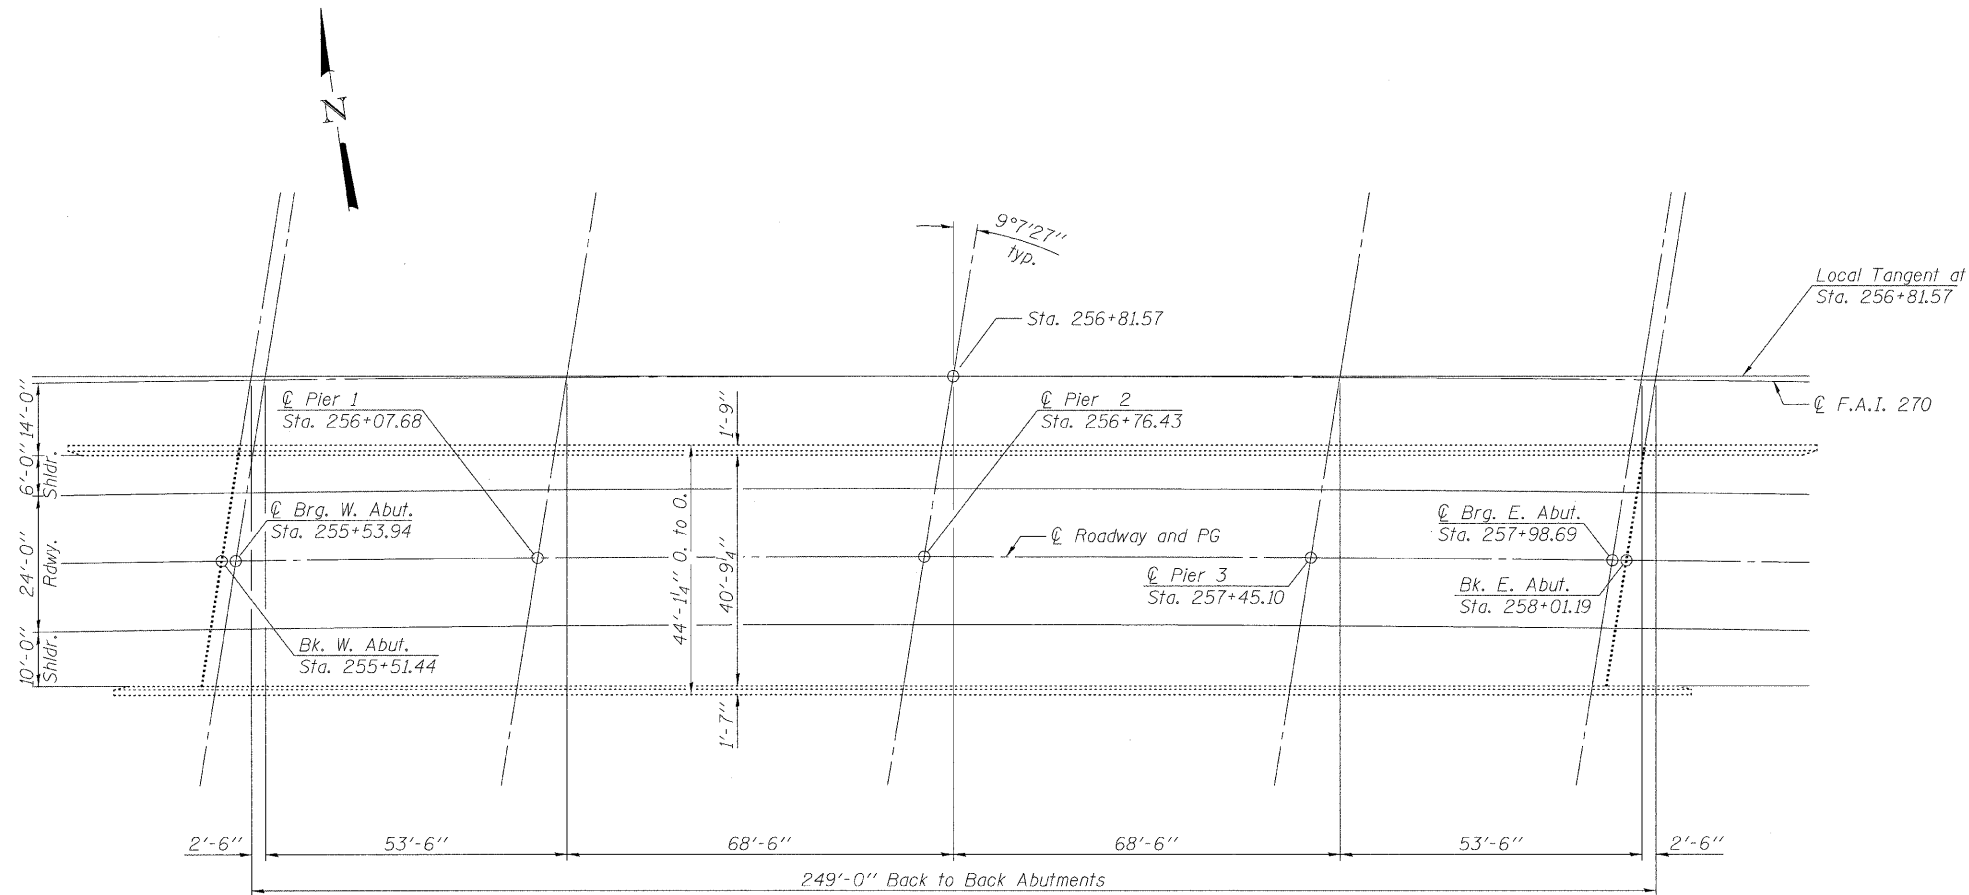 N
9°7'27"
typ.
Local Tangent at
Sta. 256+81.57
Sta. 256+81.57
℄ F.A.I. 270
14'-0"
6'-0"
Shldr.
24'-0"
Rdwy.
10'-0"
Shldr.
℄ Pier 1
Sta. 256+07.68
1'-9"
℄ Pier 2
Sta. 256+76.43
℄ Brg. W. Abut.
Sta. 255+53.94
44'-1¼" O. to O.
40'-9¼"
℄ Roadway and PG
℄ Brg. E. Abut.
Sta. 257+98.69
℄ Pier 3
Sta. 257+45.10
Bk. E. Abut.
Sta. 258+01.19
Bk. W. Abut.
Sta. 255+51.44
1'-7"
2'-6"
53'-6"
68'-6"
68'-6"
53'-6"
2'-6"
249'-0" Back to Back Abutments